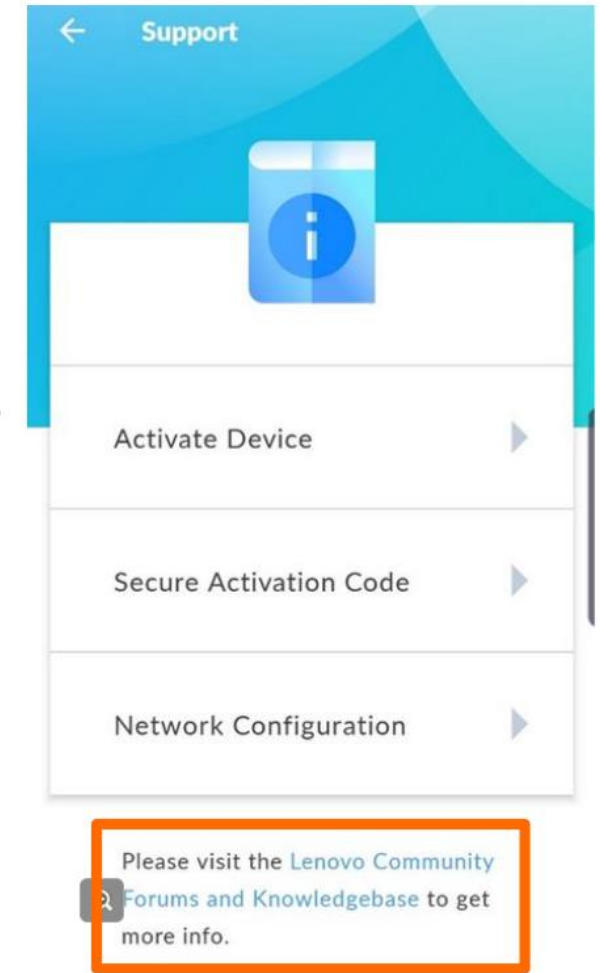 Support
i
Activate Device
Secure Activation Code
Network Configuration
Please visit the Lenovo Community
Forums and Knowledgebase to get
more info.